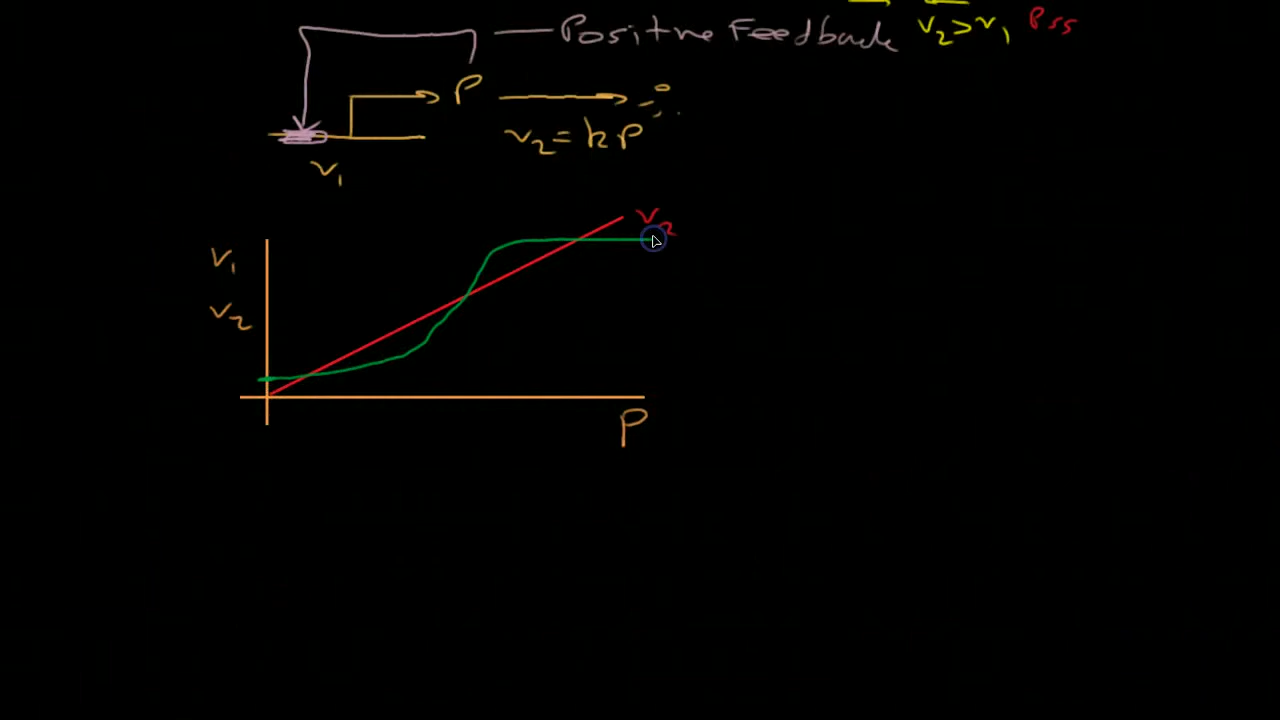 Positive Feedback v₂>v₁ Pss
P
v₂ = kP
v₁
v₂
v₁
v₂
P